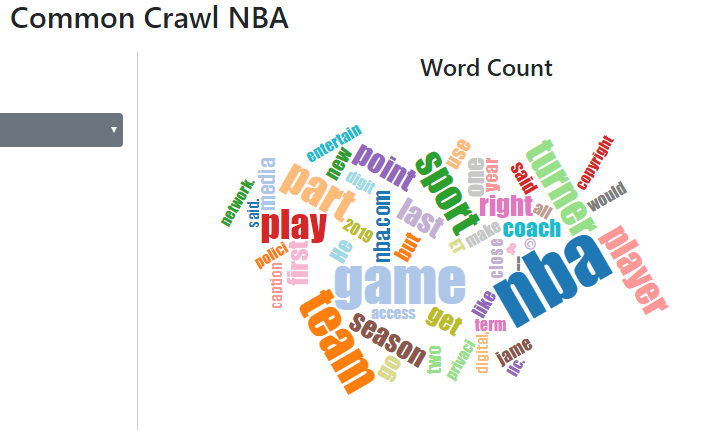 Common Crawl NBA
Word Count
entertain
new
point
use
one
year
said
turner
copyright
network
said.
media
part
digit
sport
right
all
would
play
2019
nba.com
last
but
make
coach
polici
first
he
game
17
close
&
©
nba
player
caption
access
like
team
season
get
term
go
two
privaci
digital,
jame
llc.